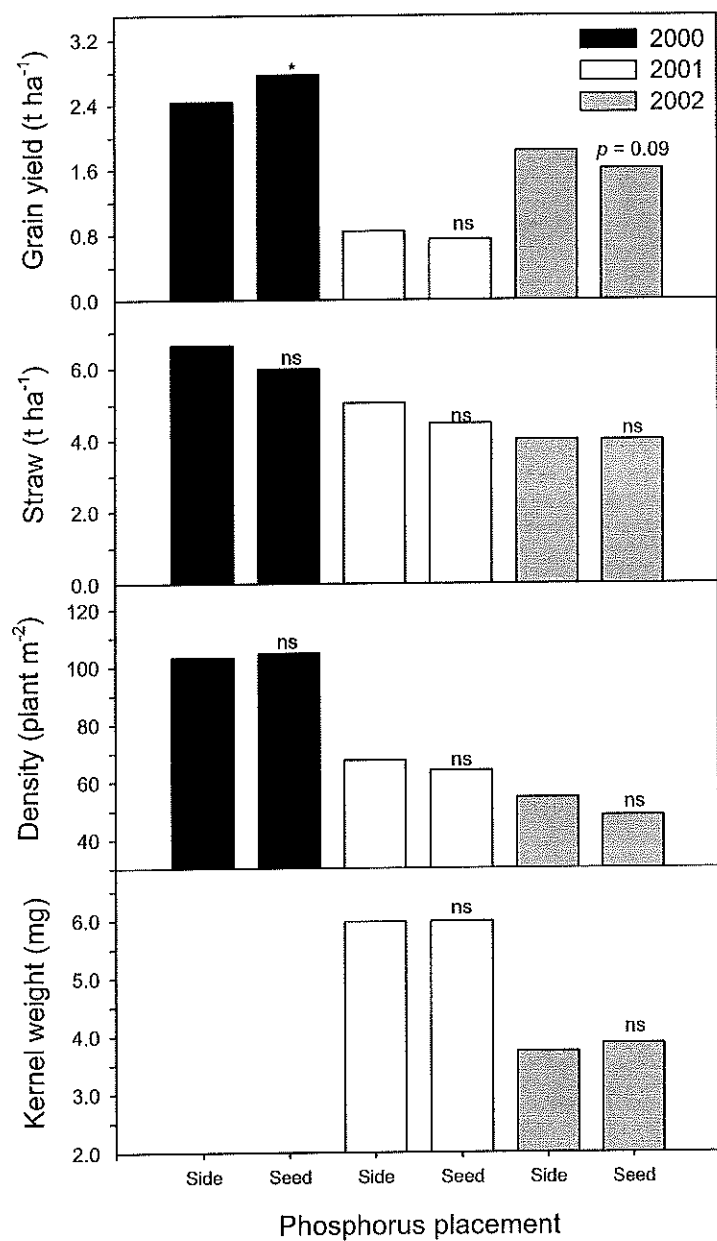 Grain yield (t ha⁻¹)
3.2
2.4
1.6
0.8
0.0
*
ns
p = 0.09
2000
2001
2002
Straw (t ha⁻¹)
6.0
4.0
2.0
0.0
ns
ns
ns
Density (plant m⁻²)
120
100
80
60
40
ns
ns
ns
Kernel weight (mg)
6.0
5.0
4.0
3.0
2.0
ns
ns
Side Seed Side Seed Side Seed
Phosphorus placement